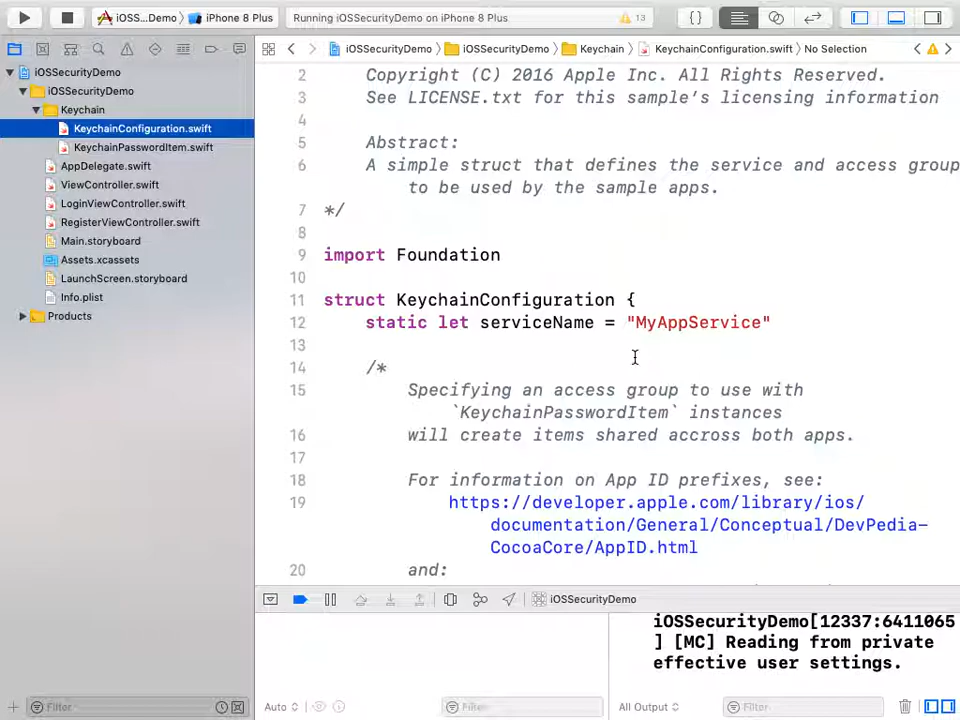 iOSS...Demo 〉 iPhone 8 Plus
Running iOSSecurityDemo on iPhone 8 Plus
13
iOSSecurityDemo 〉 iOSSecurityDemo 〉 Keychain 〉 KeychainConfiguration.swift 〉 No Selection
iOSSecurityDemo
iOSSecurityDemo
Keychain
KeychainConfiguration.swift
KeychainPasswordItem.swift
AppDelegate.swift
ViewController.swift
LoginViewController.swift
RegisterViewController.swift
Main.storyboard
Assets.xcassets
LaunchScreen.storyboard
Info.plist
Products
2 Copyright (C) 2016 Apple Inc. All Rights Reserved.
3 See LICENSE.txt for this sample’s licensing information
4
5 Abstract:
6 A simple struct that defines the service and access group
to be used by the sample apps.
7 */
8
9 import Foundation
10
11 struct KeychainConfiguration {
12 static let serviceName = "MyAppService"
13
14 /*
15 Specifying an access group to use with
`KeychainPasswordItem` instances
16 will create items shared accross both apps.
17
18 For information on App ID prefixes, see:
19 https://developer.apple.com/library/ios/
documentation/General/Conceptual/DevPedia-
CocoaCore/AppID.html
20 and:
iOSSecurityDemo
iOSSecurityDemo[12337:6411065
] [MC] Reading from private
effective user settings.
Filter
Auto
Filter
All Output
Filter